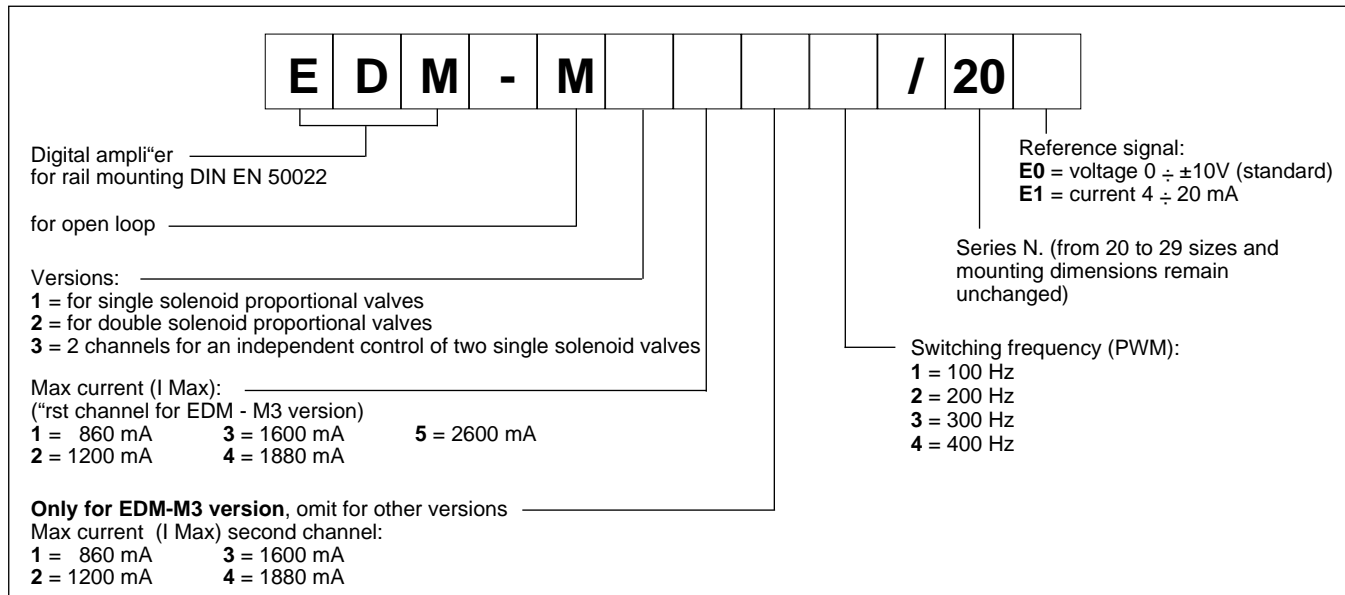 E D M - M / 20
Digital ampli“er
for rail mounting DIN EN 50022
for open loop
Versions:
1 = for single solenoid proportional valves
2 = for double solenoid proportional valves
3 = 2 channels for an independent control of two single solenoid valves
Max current (I Max):
(“rst channel for EDM - M3 version)
1 = 860 mA 3 = 1600 mA 5 = 2600 mA
2 = 1200 mA 4 = 1880 mA
Only for EDM-M3 version, omit for other versions
Max current (I Max) second channel:
1 = 860 mA 3 = 1600 mA
2 = 1200 mA 4 = 1880 mA
Reference signal:
E0 = voltage 0 ÷ ±10V (standard)
E1 = current 4 ÷ 20 mA
Series N. (from 20 to 29 sizes and
mounting dimensions remain
unchanged)
Switching frequency (PWM):
1 = 100 Hz
2 = 200 Hz
3 = 300 Hz
4 = 400 Hz